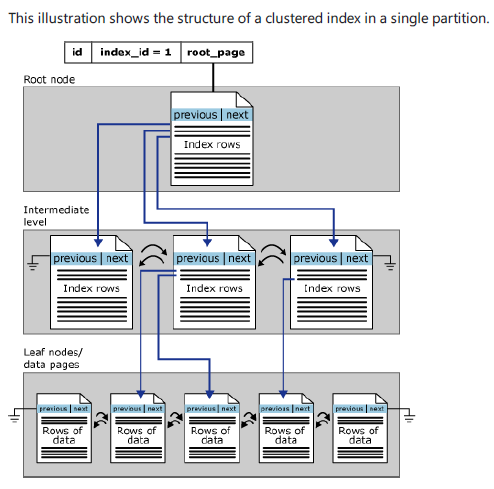 This illustration shows the structure of a clustered index in a single partition.
id index_id = 1 root_page
Root node
previous next
Index rows
Intermediate
level
previous next previous next previous next
Index rows Index rows Index rows
Leaf nodes/
data pages
previous next previous next previous next previous next previous next
Rows of Rows of Rows of Rows of Rows of
data data data data data